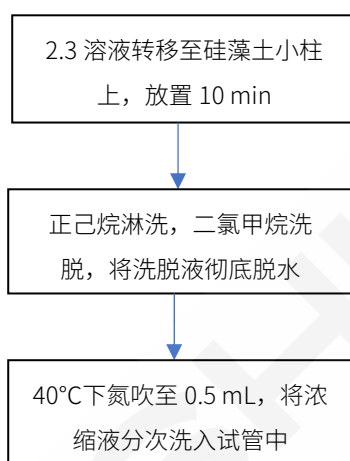 2.3 溶液转移至硅藻土小柱
上，放置 10 min
正己烷淋洗，二氯甲烷洗
脱，将洗脱液彻底脱水
40°C下氮吹至 0.5 mL，将浓
缩液分次洗入试管中